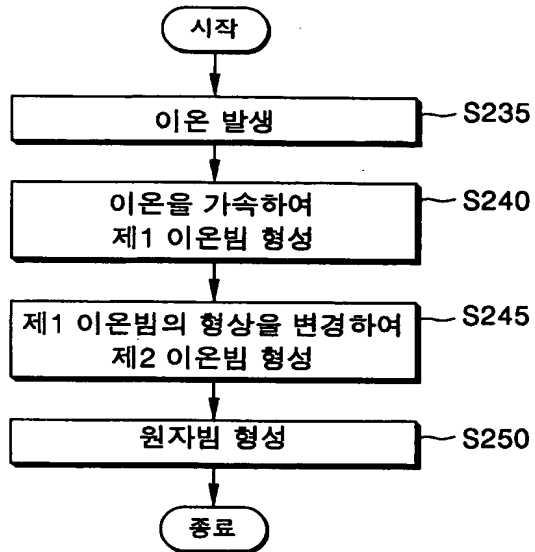 시작
이온 발생
S235
이온을 가속하여
제1 이온빔 형성
S240
제1 이온빔의 형상을 변경하여
제2 이온빔 형성
S245
원자빔 형성
S250
종료